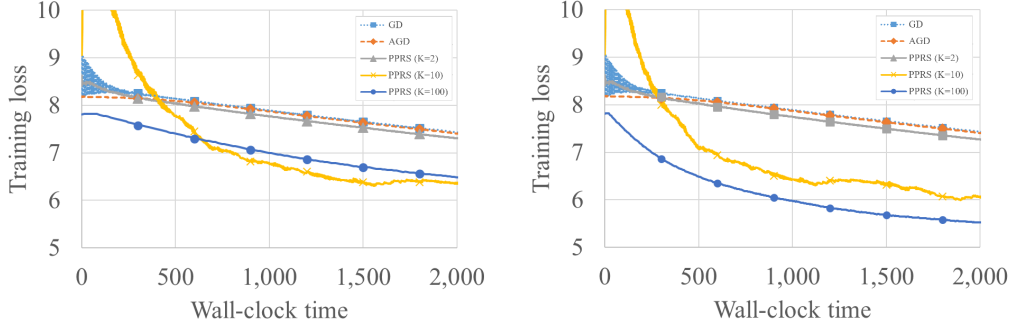 10
9
8
7
6
5
Training loss
0
500
1,000
1,500
2,000
Wall-clock time
GD
AGD
PPRS (K=2)
PPRS (K=10)
PPRS (K=100)
10
9
8
7
6
5
Training loss
0
500
1,000
1,500
2,000
Wall-clock time
GD
AGD
PPRS (K=2)
PPRS (K=10)
PPRS (K=100)